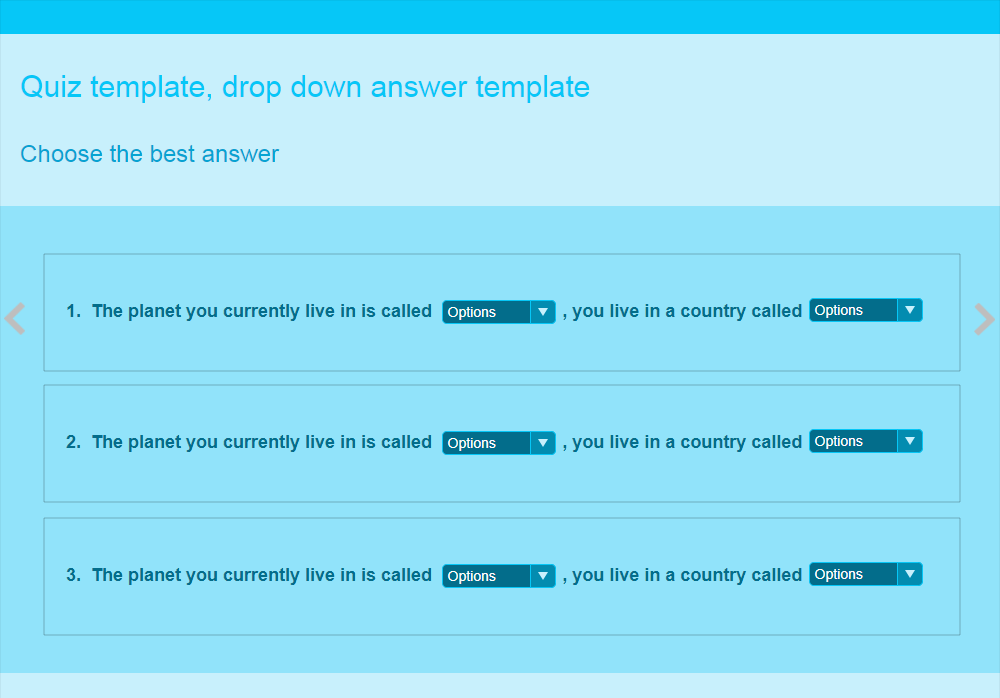 Quiz template, drop down answer template
Choose the best answer
1. The planet you currently live in is called Options , you live in a country called Options
2. The planet you currently live in is called Options , you live in a country called Options
3. The planet you currently live in is called Options , you live in a country called Options